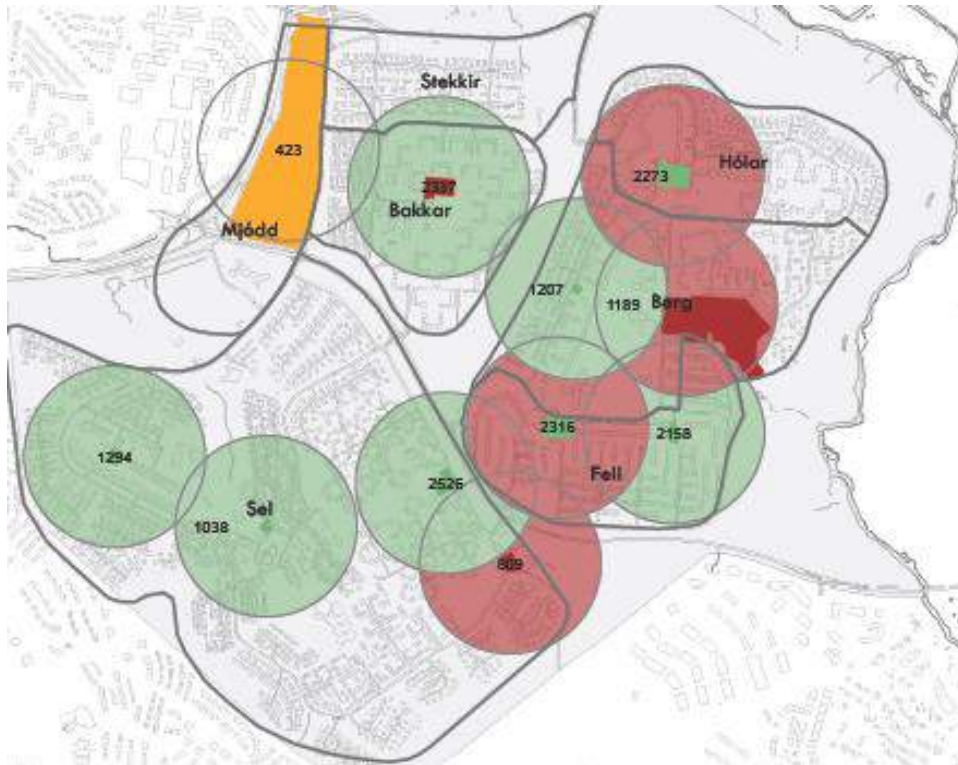 Stekkir
423
Hólar
2273
Bakkar
Mjódd
1207
1189
Berg
2316
2158
1294
Fell
2526
Sel
1038
809